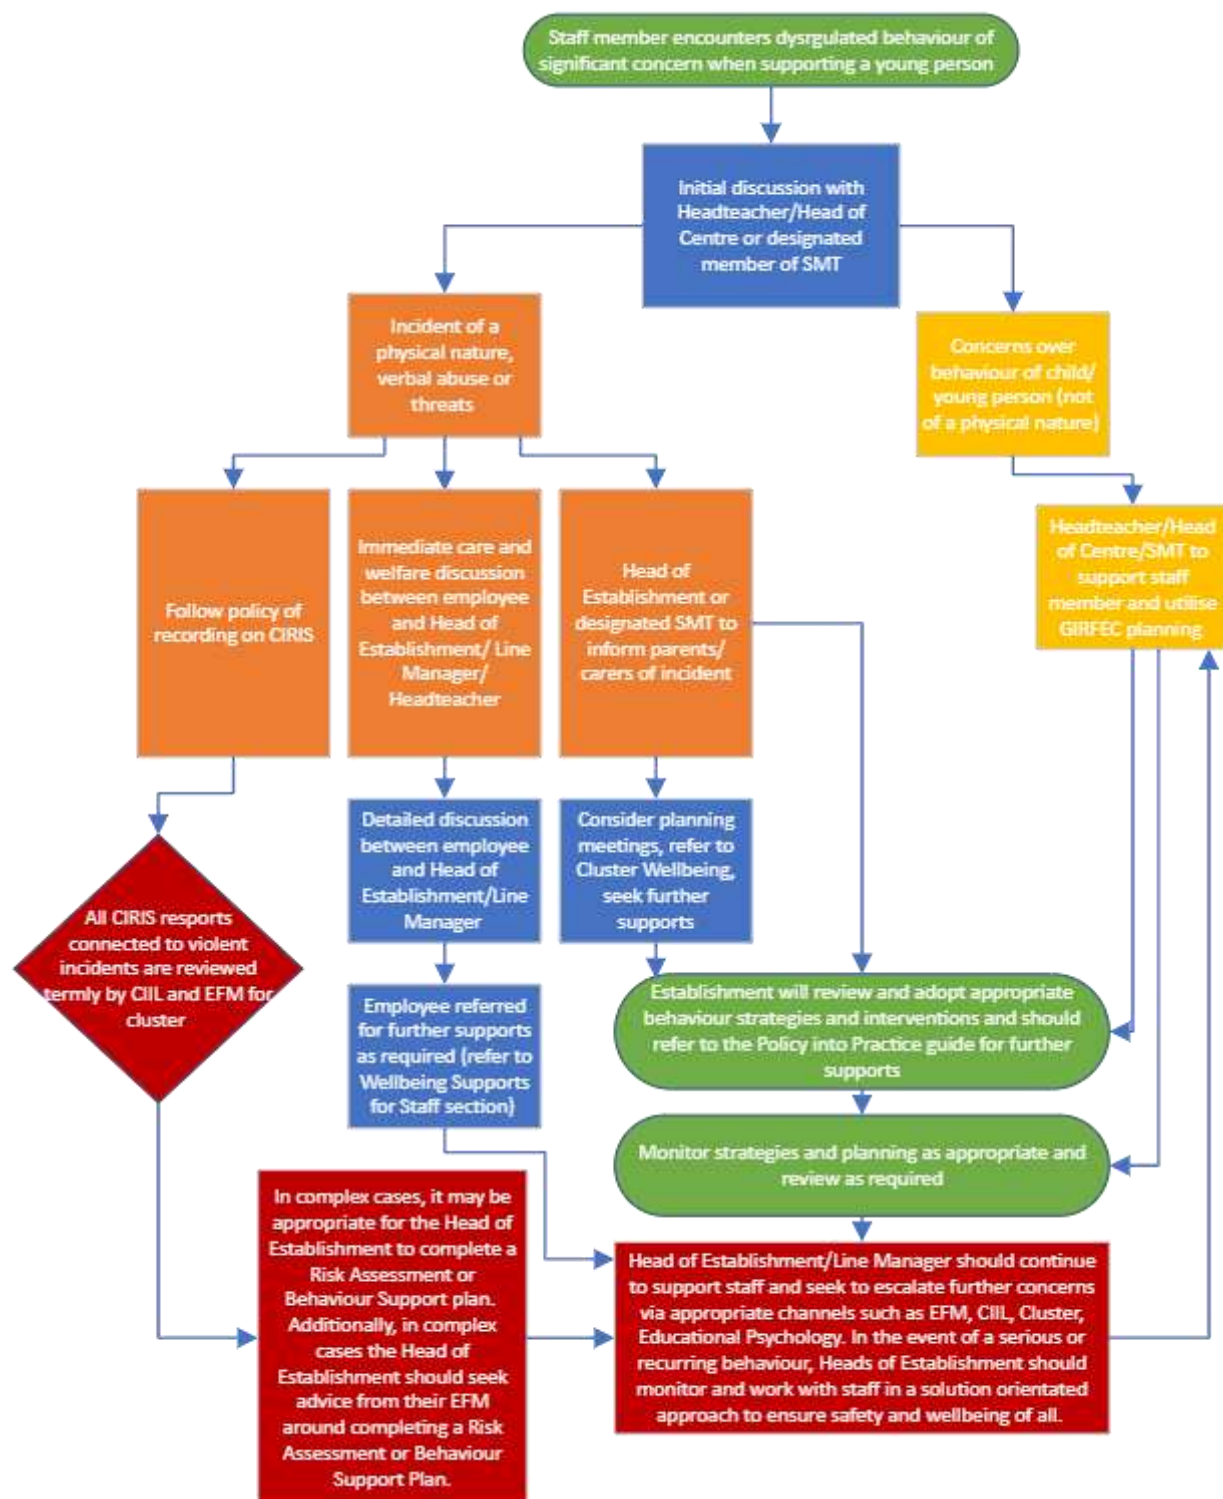 Staff member encounters dysrgulated behaviour of
significant concern when supporting a young person
Initial discussion with
Headteacher/Head of
Centre or designated
member of SMT
Incident of a
physical nature,
verbal abuse or
threats
Concerns over
behaviour of child/
young person (not
of a physical nature)
Follow policy of
recording on CIRIS
Immediate care and
welfare discussion
between employee
and Head of
Establishment/ Line
Manager/
Headteacher
Head of
Establishment or
designated SMT to
inform parents/
carers of incident
Headteacher/Head
of Centre/SMT to
support staff
member and utilise
GIRFEC planning
Detailed discussion
between employee
and Head of
Establishment/Line
Manager
Consider planning
meetings, refer to
Cluster Wellbeing,
seek further
supports
All CIRIS resports
connected to violent
incidents are reviewed
termly by CIIL and EFM for
cluster
Employee referred
for further supports
as required (refer to
Wellbeing Supports
for Staff section)
Establishment will review and adopt appropriate
behaviour strategies and interventions and should
refer to the Policy into Practice guide for further
supports
Monitor strategies and planning as appropriate and
review as required
In complex cases, it may be
appropriate for the Head of
Establishment to complete a
Risk Assessment or
Behaviour Support plan.
Additionally, in complex
cases the Head of
Establishment should seek
advice from their EFM
around completing a Risk
Assessment or Behaviour
Support Plan.
Head of Establishment/Line Manager should continue
to support staff and seek to escalate further concerns
via appropriate channels such as EFM, CIIL, Cluster,
Educational Psychology. In the event of a serious or
recurring behaviour, Heads of Establishment should
monitor and work with staff in a solution orientated
approach to ensure safety and wellbeing of all.